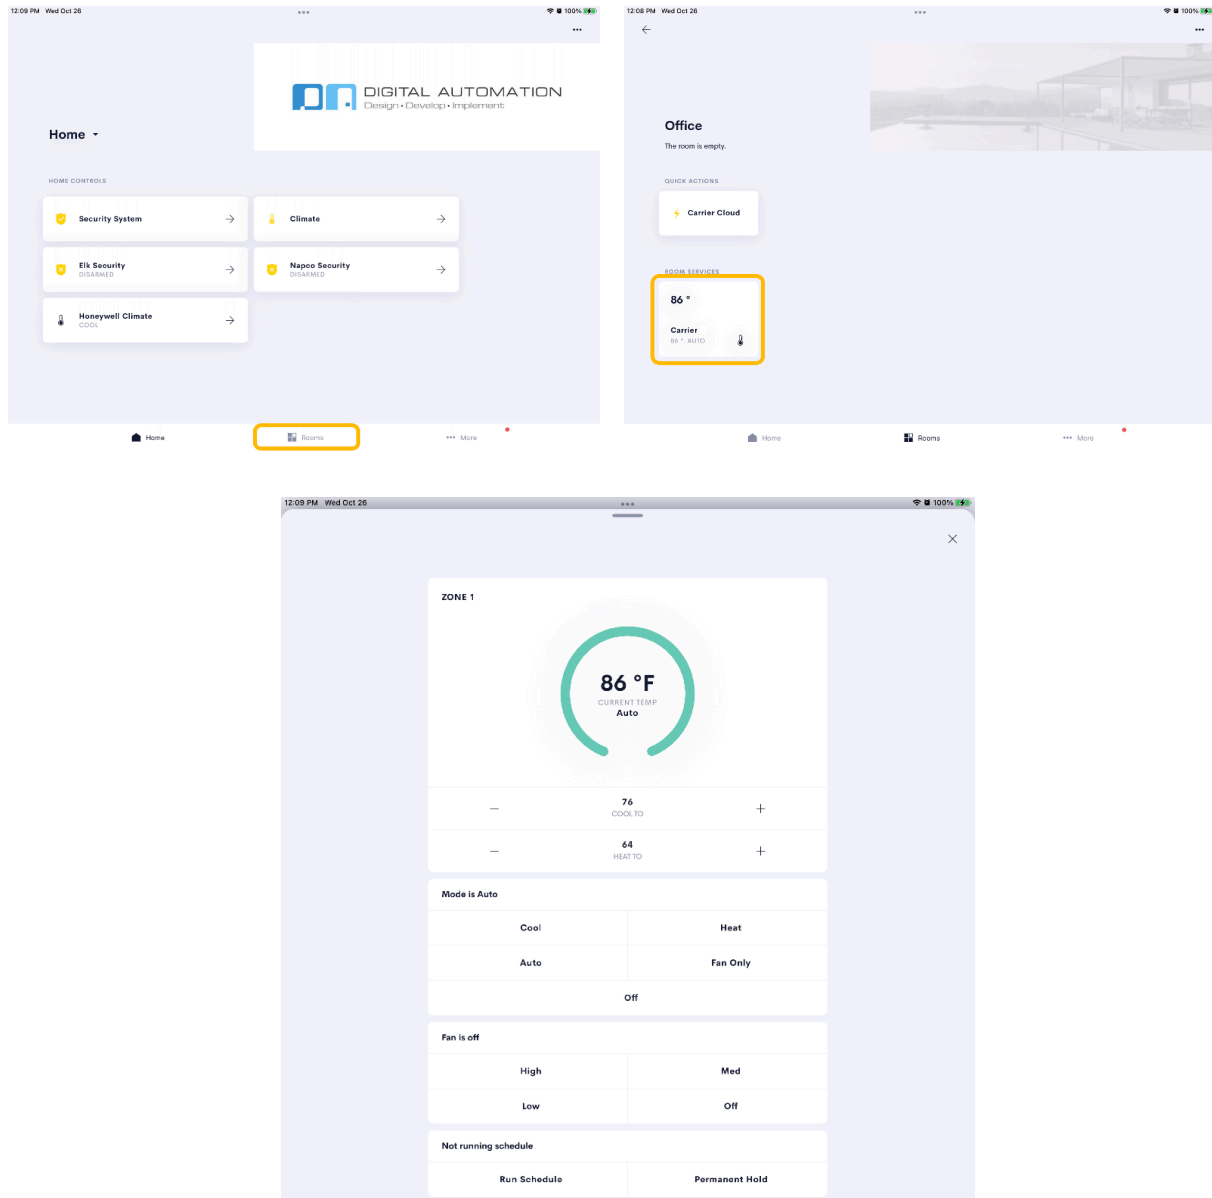 12:09 PM Wed Oct 26
100%
DIGITAL AUTOMATION
Design • Develop • Implement
Home
HOME CONTROLS
Security System
Climate
Elk Security
DISARMED
Napco Security
DISARMED
Honeywell Climate
COOL
Home
Rooms
More
12:08 PM Wed Oct 26
100%
Office
The room is empty.
QUICK ACTIONS
Carrier Cloud
ROOM SERVICES
86 °
Carrier
86 °, AUTO
Home
Rooms
More
12:09 PM Wed Oct 26
100%
ZONE 1
86 °F
CURRENT TEMP
Auto
76
COOL TO
64
HEAT TO
Mode is Auto
Cool
Heat
Auto
Fan Only
Off
Fan is off
High
Med
Low
Off
Not running schedule
Run Schedule
Permanent Hold